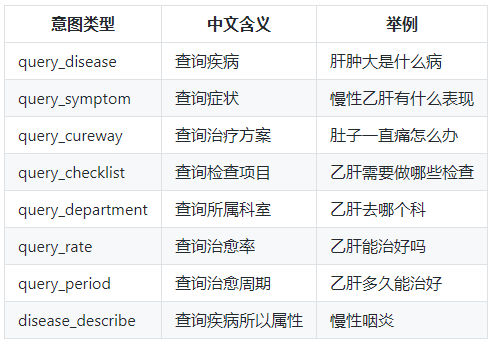 意图类型 中文含义 举例
query_disease 查询疾病 肝肿大是什么病
query_symptom 查询症状 慢性乙肝有什么表现
query_cureway 查询治疗方案 肚子一直痛怎么办
query_checklist 查询检查项目 乙肝需要做哪些检查
query_department 查询所属科室 乙肝去哪个科
query_rate 查询治愈率 乙肝能治好吗
query_period 查询治愈周期 乙肝多久能治好
disease_describe 查询疾病所以属性 慢性咽炎